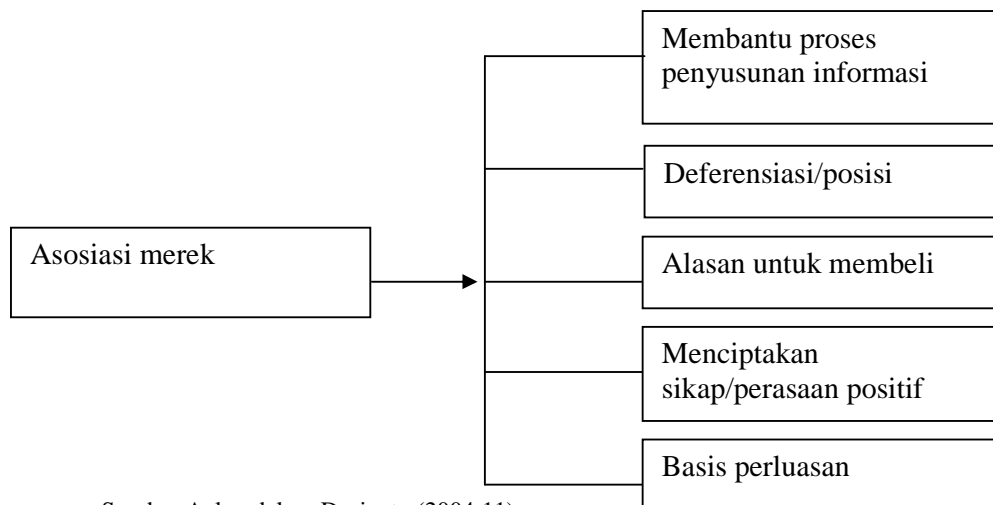 Membantu proses
penyusunan informasi
Deferensiasi/posisi
Asosiasi merek
Alasan untuk membeli
Menciptakan
sikap/perasaan positif
Basis perluasan